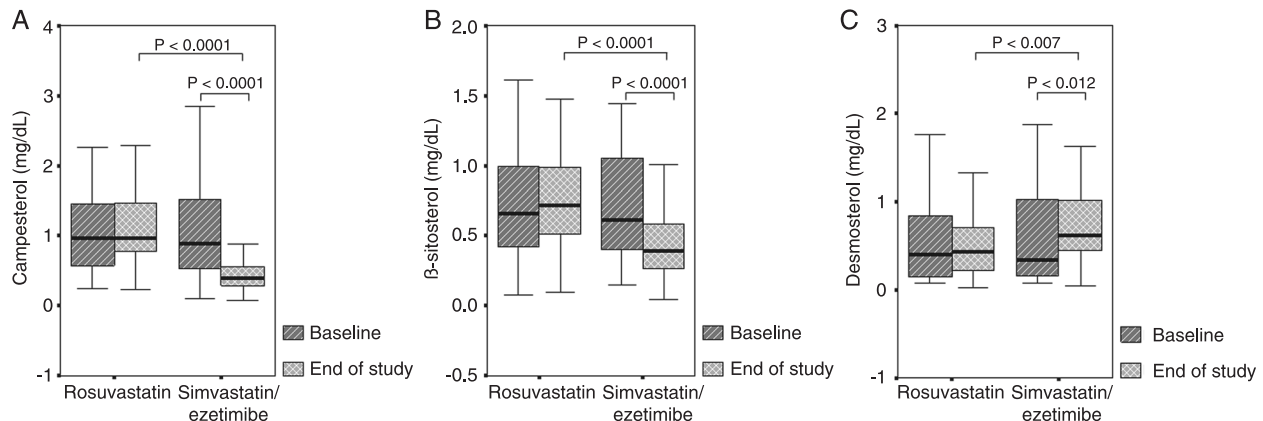 A
Campesterol (mg/dL)
4
3
2
1
0
-1
P < 0.0001
P < 0.0001
Rosuvastatin
Simvastatin/
ezetimibe
Baseline
End of study
B
ß-sitosterol (mg/dL)
2.0
1.5
1.0
0.5
0.0
-0.5
P < 0.0001
P < 0.0001
Rosuvastatin
Simvastatin/
ezetimibe
Baseline
End of study
C
Desmosterol (mg/dL)
3
2
1
0
-1
P < 0.007
P < 0.012
Rosuvastatin
Simvastatin/
ezetimibe
Baseline
End of study